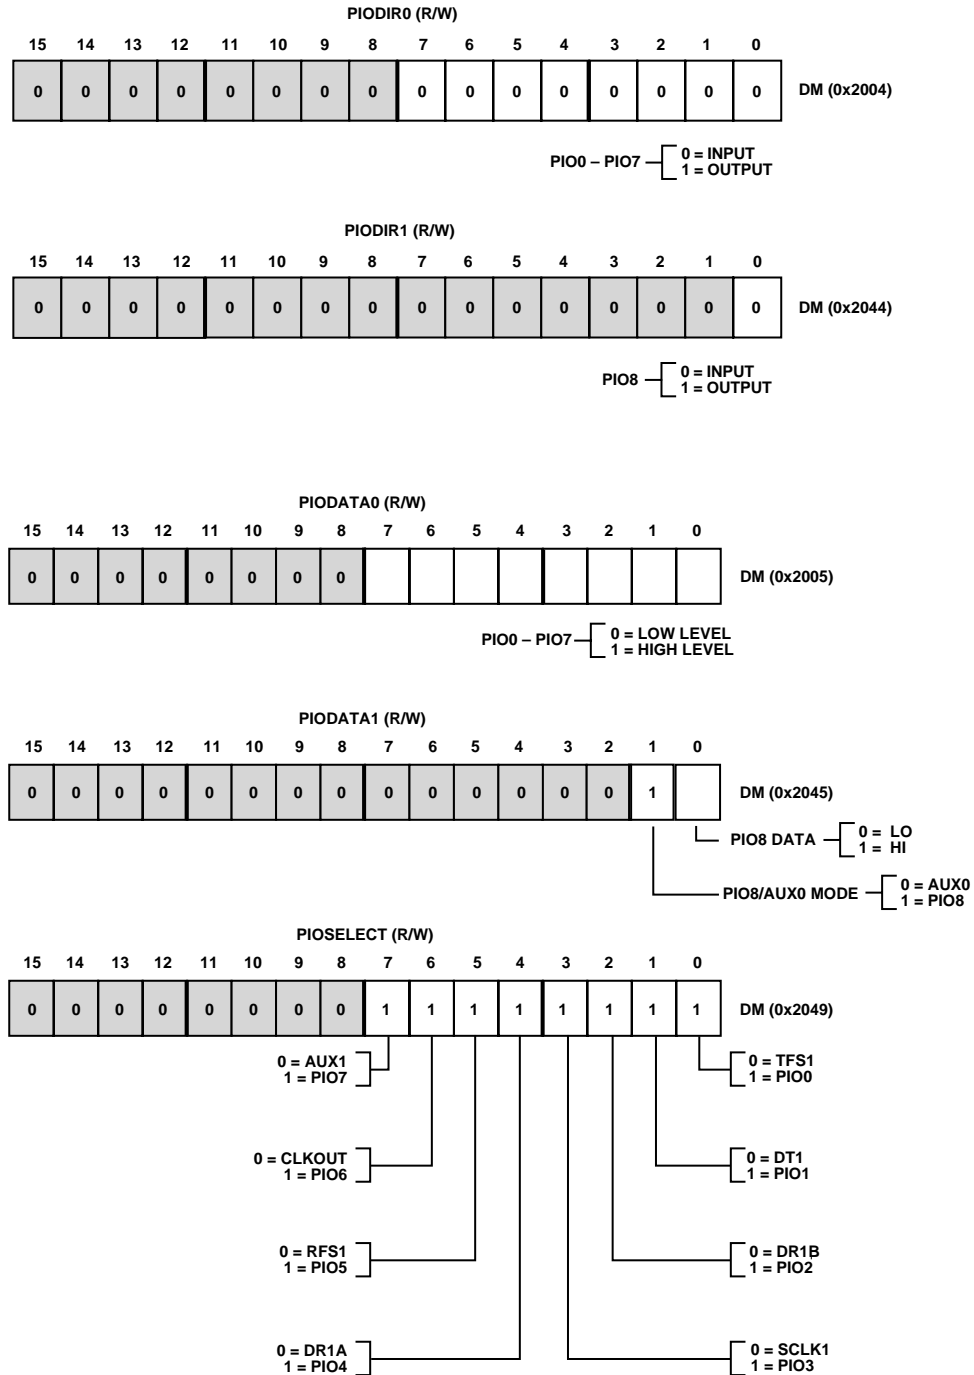 PIODIR0 (R/W)
15 14 13 12 11 10 9 8 7 6 5 4 3 2 1 0
0 0 0 0 0 0 0 0 0 0 0 0 0 0 0 0 DM (0x2004)
PIO0 – PIO7 0 = INPUT
1 = OUTPUT
PIODIR1 (R/W)
15 14 13 12 11 10 9 8 7 6 5 4 3 2 1 0
0 0 0 0 0 0 0 0 0 0 0 0 0 0 0 0 DM (0x2044)
PIO8 0 = INPUT
1 = OUTPUT
PIODATA0 (R/W)
15 14 13 12 11 10 9 8 7 6 5 4 3 2 1 0
0 0 0 0 0 0 0 0 DM (0x2005)
PIO0 – PIO7 0 = LOW LEVEL
1 = HIGH LEVEL
PIODATA1 (R/W)
15 14 13 12 11 10 9 8 7 6 5 4 3 2 1 0
0 0 0 0 0 0 0 0 0 0 0 0 0 0 1 DM (0x2045)
PIO8 DATA 0 = LO
1 = HI
PIO8/AUX0 MODE 0 = AUX0
1 = PIO8
PIOSELECT (R/W)
15 14 13 12 11 10 9 8 7 6 5 4 3 2 1 0
0 0 0 0 0 0 0 0 1 1 1 1 1 1 1 1 DM (0x2049)
0 = AUX1
1 = PIO7
0 = TFS1
1 = PIO0
0 = CLKOUT
1 = PIO6
0 = DT1
1 = PIO1
0 = RFS1
1 = PIO5
0 = DR1B
1 = PIO2
0 = DR1A
1 = PIO4
0 = SCLK1
1 = PIO3